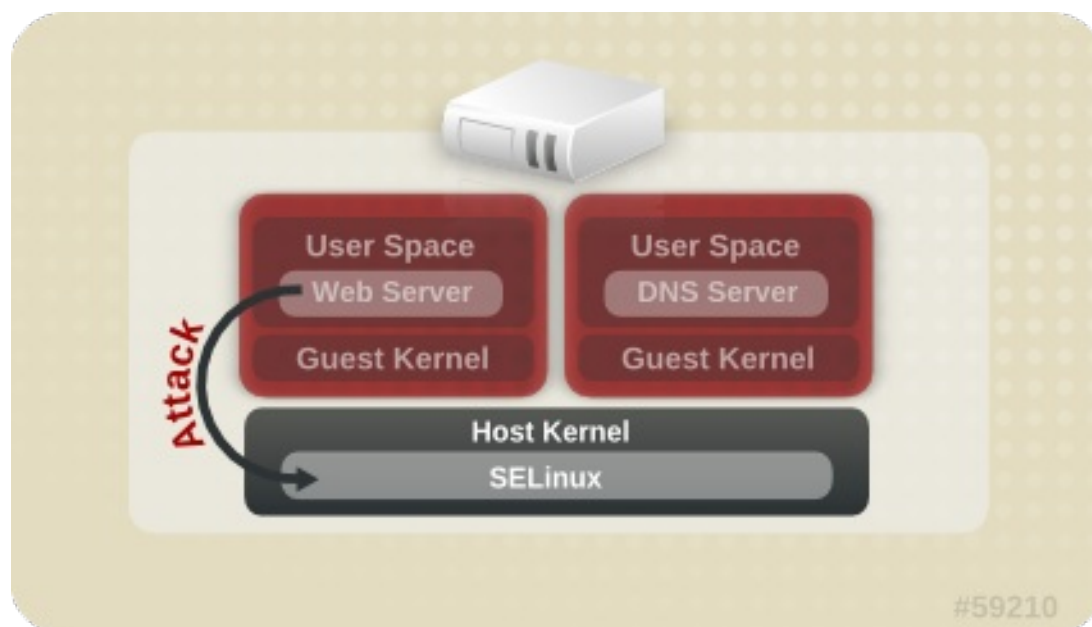 User Space
Web Server
Guest Kernel
User Space
DNS Server
Guest Kernel
Attack
Host Kernel
SELinux
#59210